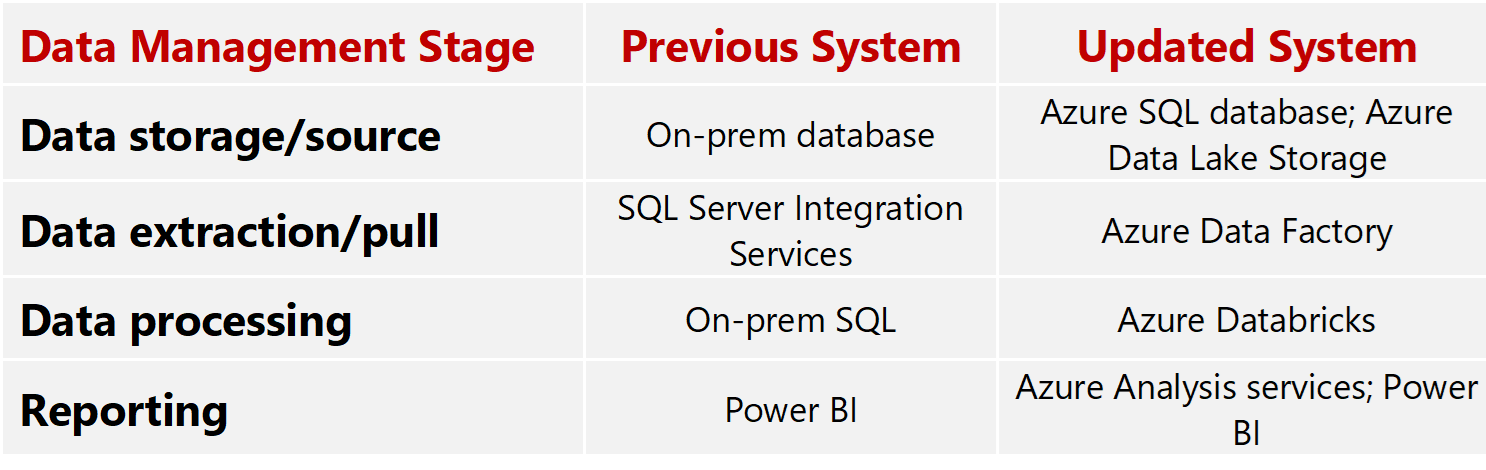 Data Management Stage
Previous System
Updated System
Data storage/source
On-prem database
Azure SQL database; Azure
Data Lake Storage
Data extraction/pull
SQL Server Integration
Services
Azure Data Factory
Data processing
On-prem SQL
Azure Databricks
Reporting
Power BI
Azure Analysis services; Power
BI